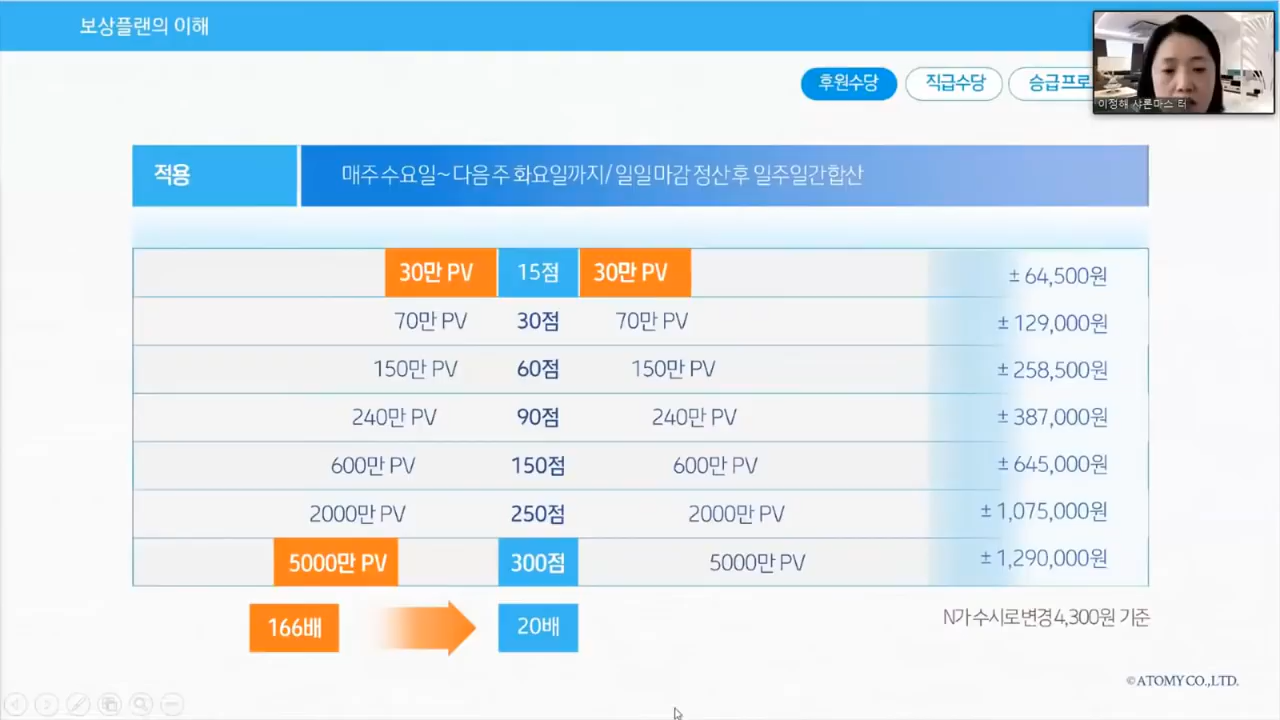 보상플랜의 이해
후원수당 직급수당 승급프로
이정해 샤론마스 터
적용 매주 수요일~ 다음 주 화요일까지/ 일일 마감 정산 후 일주일간 합산
30만 PV 15점 30만 PV ± 64,500원
70만 PV 30점 70만 PV ± 129,000원
150만 PV 60점 150만 PV ± 258,500원
240만 PV 90점 240만 PV ± 387,000원
600만 PV 150점 600만 PV ± 645,000원
2000만 PV 250점 2000만 PV ± 1,075,000원
5000만 PV 300점 5000만 PV ± 1,290,000원
166배 20배
N가 수시로 변경 4,300원 기준
©ATOMY CO.,LTD.